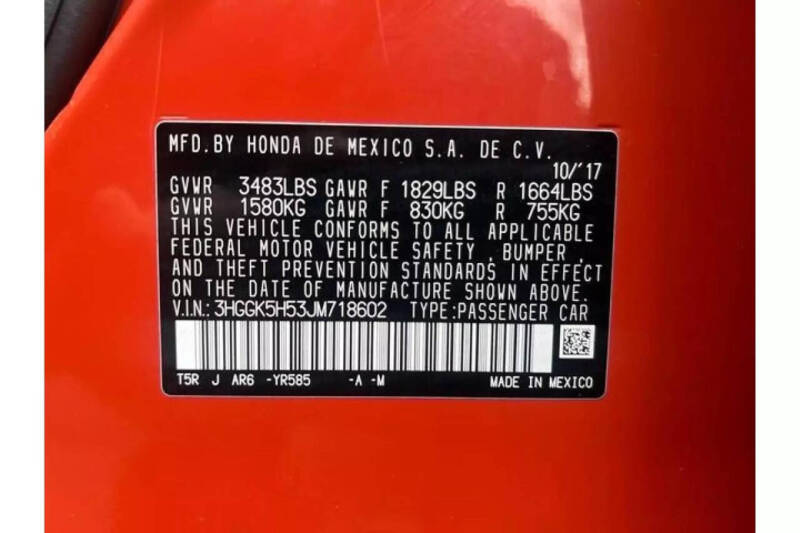 MFD.BY HONDA DE MEXICO S.A. DE C.V.
10/'17
GVWR 3483LBS GAWR F 1829LBS R 1664LBS
GVWR 1580KG GAWR F 830KG R 755KG
THIS VEHICLE CONFORMS TO ALL APPLICABLE
FEDERAL MOTOR VEHICLE SAFETY , BUMPER ,
AND THEFT PREVENTION STANDARDS IN EFFECT
ON THE DATE OF MANUFACTURE SHOWN ABOVE.
V.I.N.: 3HGGK5H53JM718602 TYPE:PASSENGER CAR
T5R J AR6 -YR585 -A -M MADE IN MEXICO